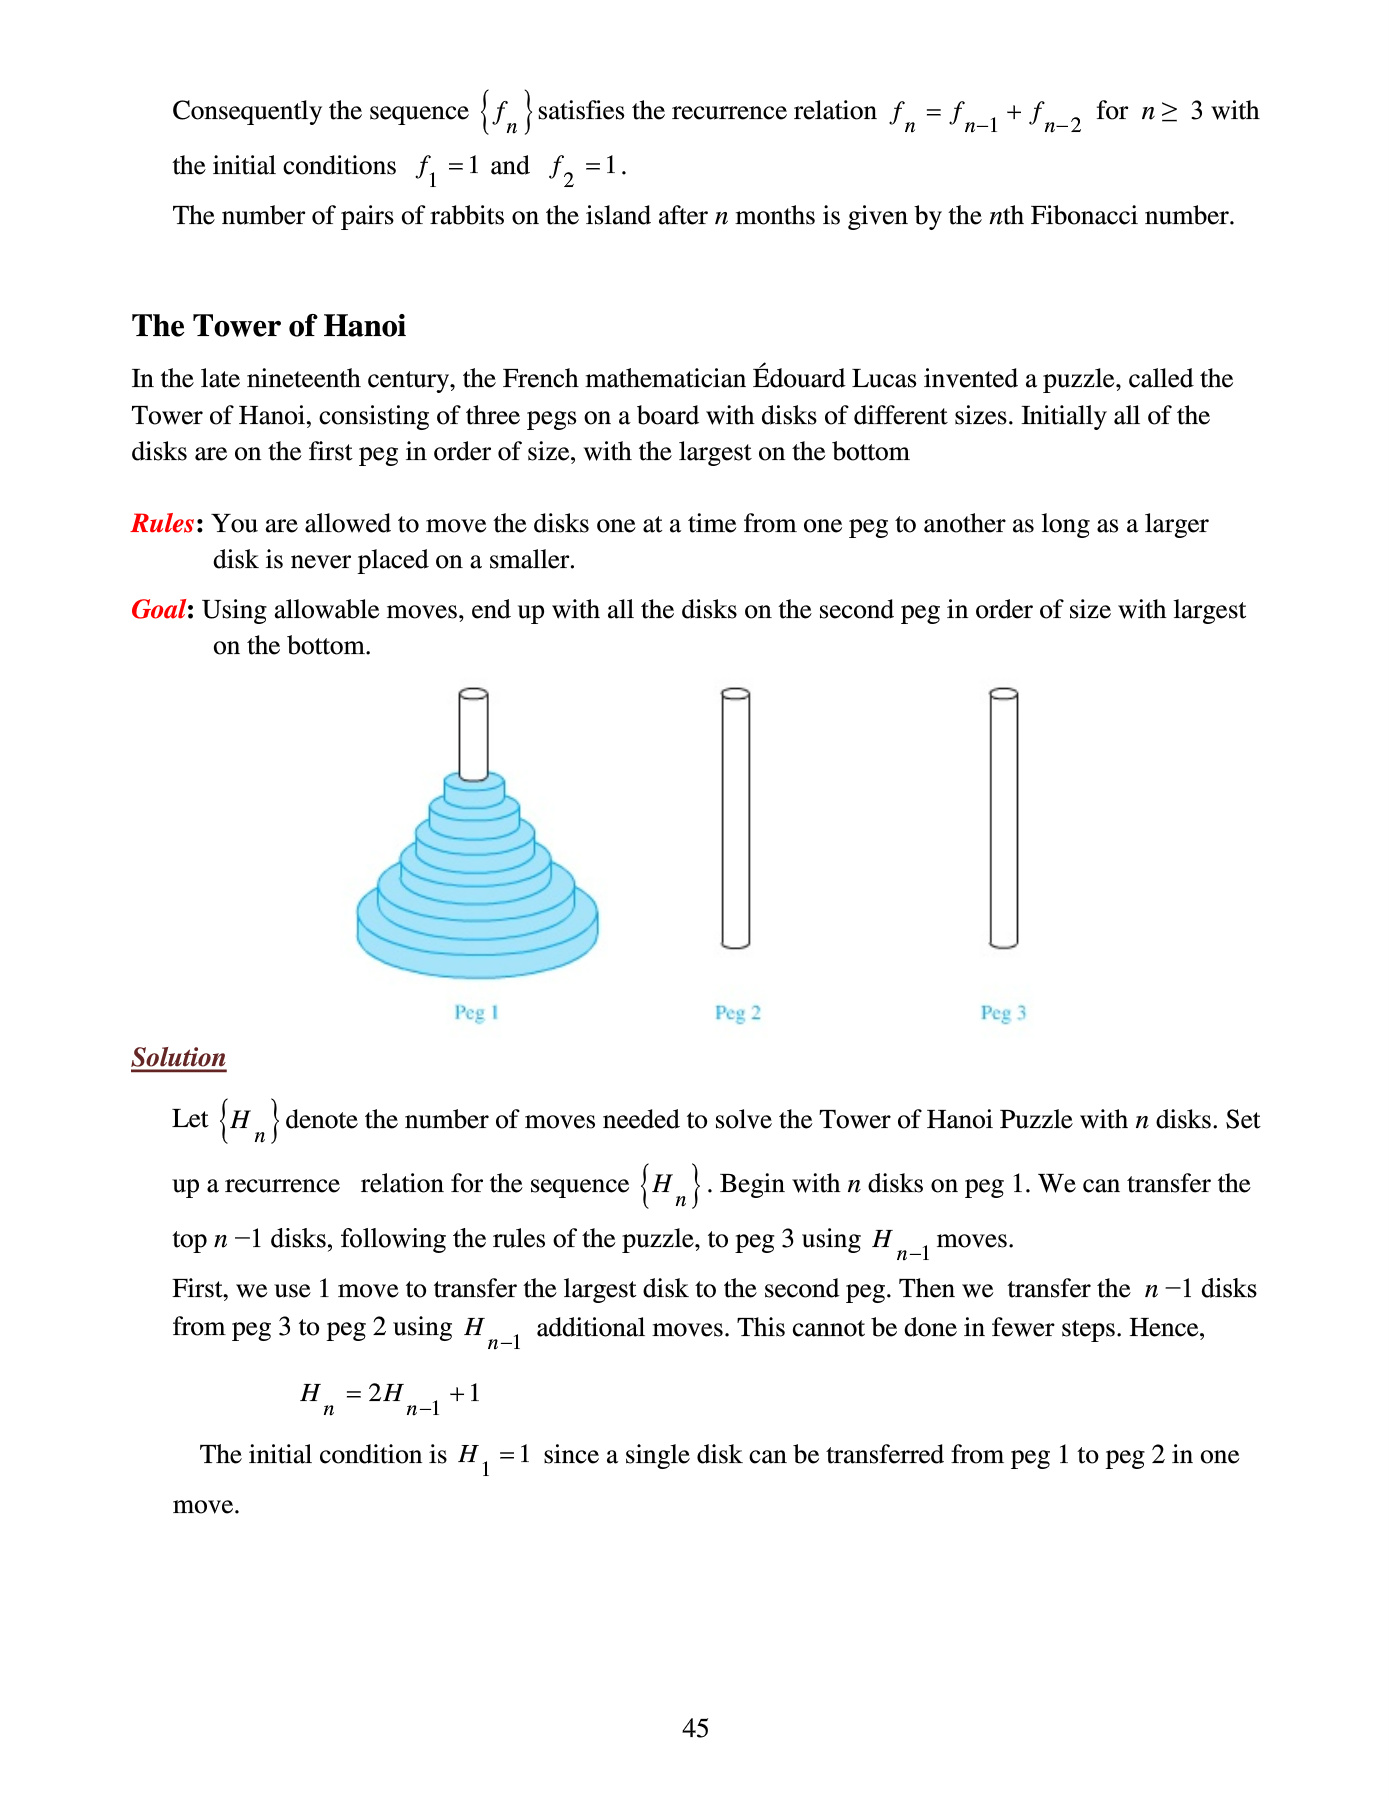 Consequently the sequence {f_n} satisfies the recurrence relation f_n = f_{n−1} + f_{n−2} for n ≥ 3 with
the initial conditions f_1 = 1 and f_2 = 1.
The number of pairs of rabbits on the island after n months is given by the nth Fibonacci number.
The Tower of Hanoi
In the late nineteenth century, the French mathematician Édouard Lucas invented a puzzle, called the
Tower of Hanoi, consisting of three pegs on a board with disks of different sizes. Initially all of the
disks are on the first peg in order of size, with the largest on the bottom
Rules: You are allowed to move the disks one at a time from one peg to another as long as a larger
disk is never placed on a smaller.
Goal: Using allowable moves, end up with all the disks on the second peg in order of size with largest
on the bottom.
Peg 1 Peg 2 Peg 3
Solution
Let {H_n} denote the number of moves needed to solve the Tower of Hanoi Puzzle with n disks. Set
up a recurrence relation for the sequence {H_n}. Begin with n disks on peg 1. We can transfer the
top n −1 disks, following the rules of the puzzle, to peg 3 using H_{n−1} moves.
First, we use 1 move to transfer the largest disk to the second peg. Then we transfer the n −1 disks
from peg 3 to peg 2 using H_{n−1} additional moves. This cannot be done in fewer steps. Hence,
H_n = 2H_{n−1} + 1
The initial condition is H_1 = 1 since a single disk can be transferred from peg 1 to peg 2 in one
move.
45